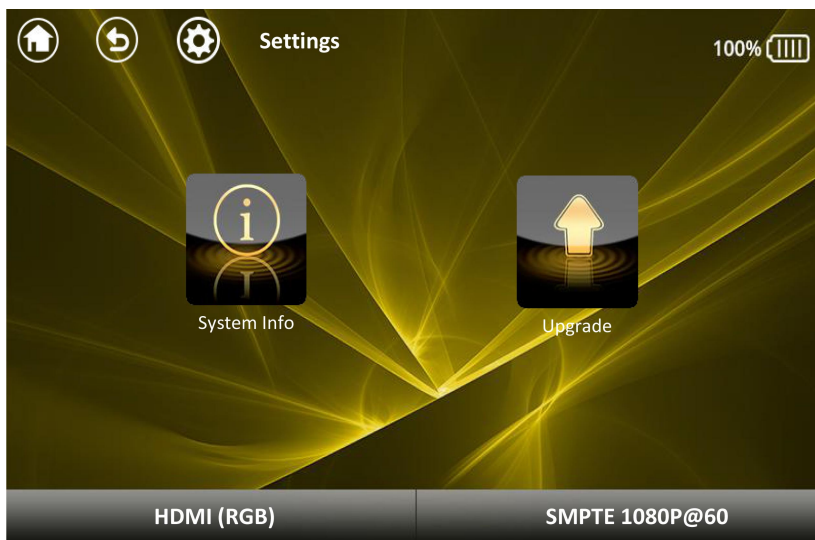 Settings
100%
System Info
Upgrade
HDMI (RGB)
SMPTE 1080P@60